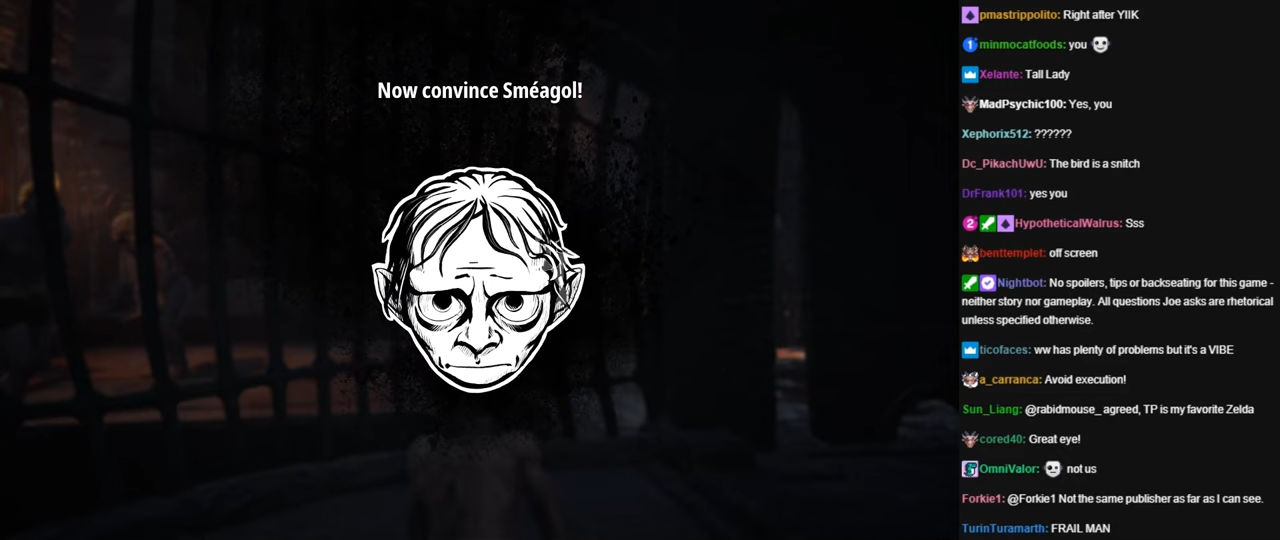 Now convince Sméagol!
pmastrippolito: Right after YIIK
1 minmocatfoods: you
Xelante: Tall Lady
MadPsychic100: Yes, you
Xephorix512: ??????
Dc_PikachUwU: The bird is a snitch
DrFrank101: yes you
2 HypotheticalWalrus: Sss
benttemplet: off screen
Nightbot: No spoilers, tips or backseating for this game -
neither story nor gameplay. All questions Joe asks are rhetorical
unless specified otherwise.
ticofaces: ww has plenty of problems but it's a VIBE
a_carranca: Avoid execution!
Sun_Liang: @rabidmouse_ agreed, TP is my favorite Zelda
cored40: Great eye!
OmniValor: not us
Forkie1: @Forkie1 Not the same publisher as far as I can see.
TurinTuramarth: FRAIL MAN